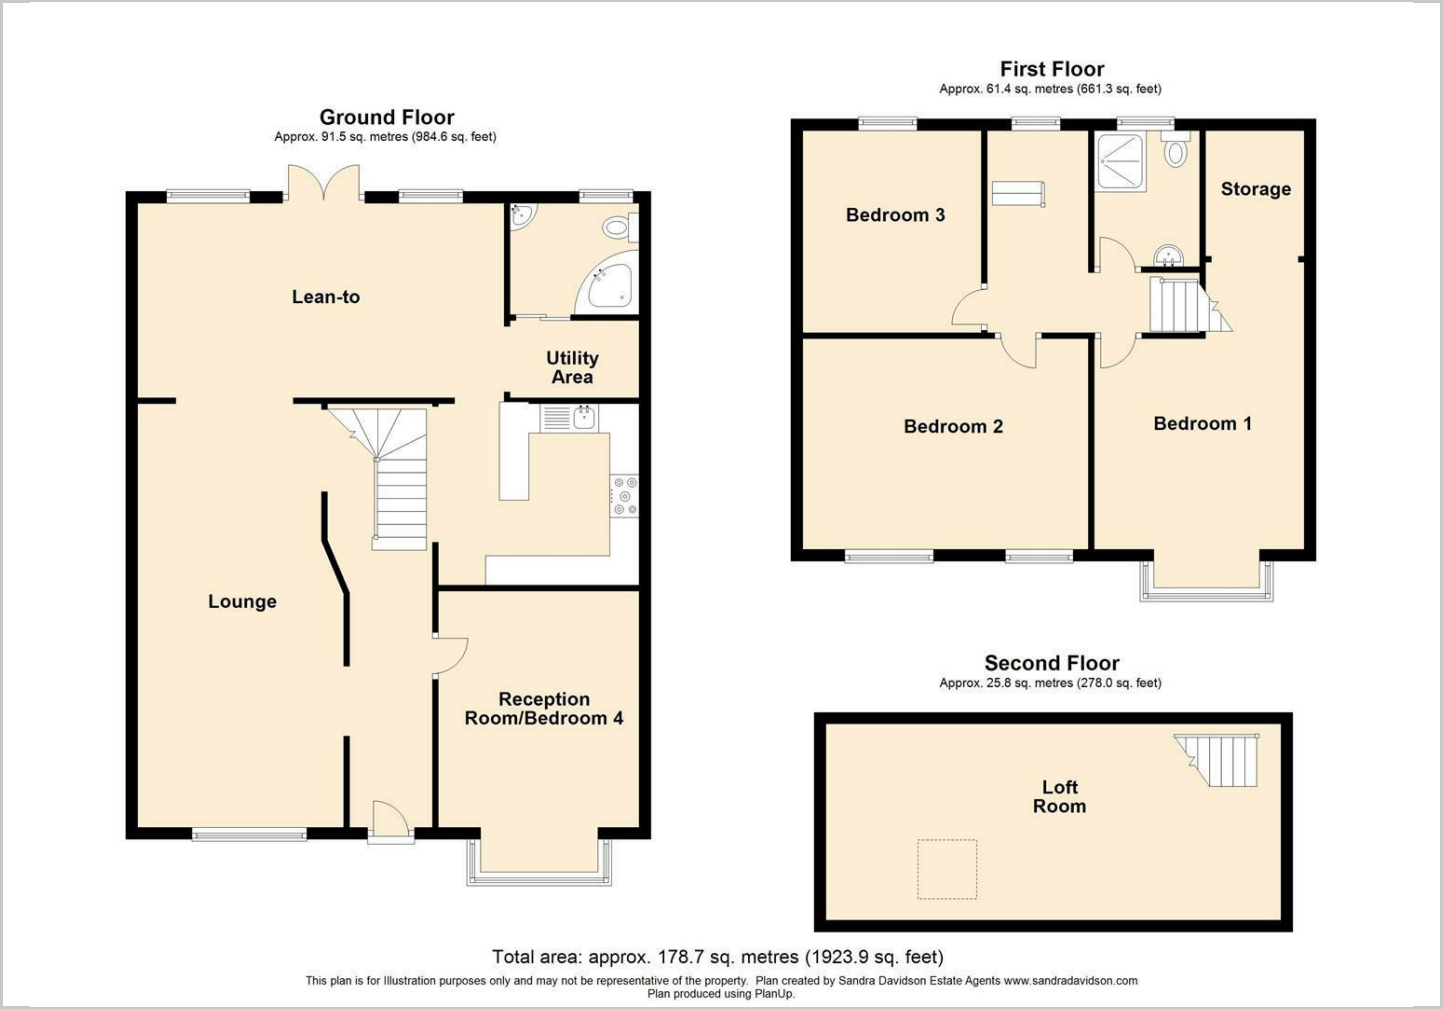 Ground Floor
Approx. 91.5 sq. metres (984.6 sq. feet)
Lean-to
Utility
Area
Lounge
Reception
Room/Bedroom 4
First Floor
Approx. 61.4 sq. metres (661.3 sq. feet)
Bedroom 3
Storage
Bedroom 2
Bedroom 1
Second Floor
Approx. 25.8 sq. metres (278.0 sq. feet)
Loft
Room
Total area: approx. 178.7 sq. metres (1923.9 sq. feet)
This plan is for Illustration purposes only and may not be representative of the property. Plan created by Sandra Davidson Estate Agents www.sandradavidson.com
Plan produced using PlanUp.